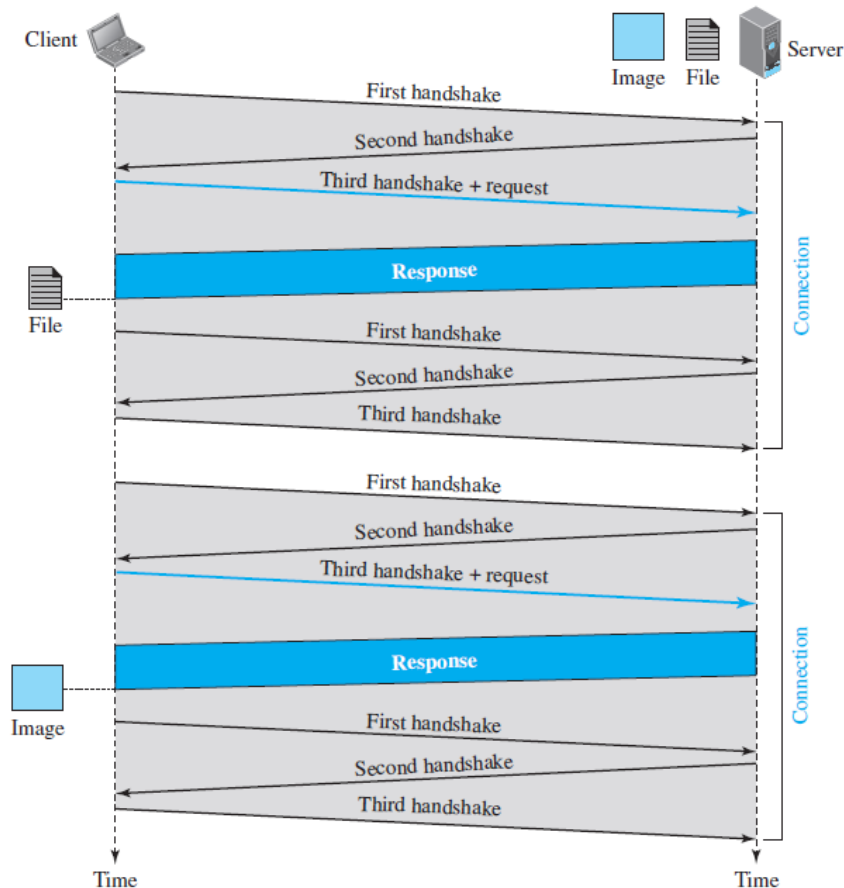 Client
Image
File
Server
First handshake
Second handshake
Third handshake + request
Response
Connection
File
First handshake
Second handshake
Third handshake
First handshake
Second handshake
Third handshake + request
Response
Connection
Image
First handshake
Second handshake
Third handshake
Time
Time